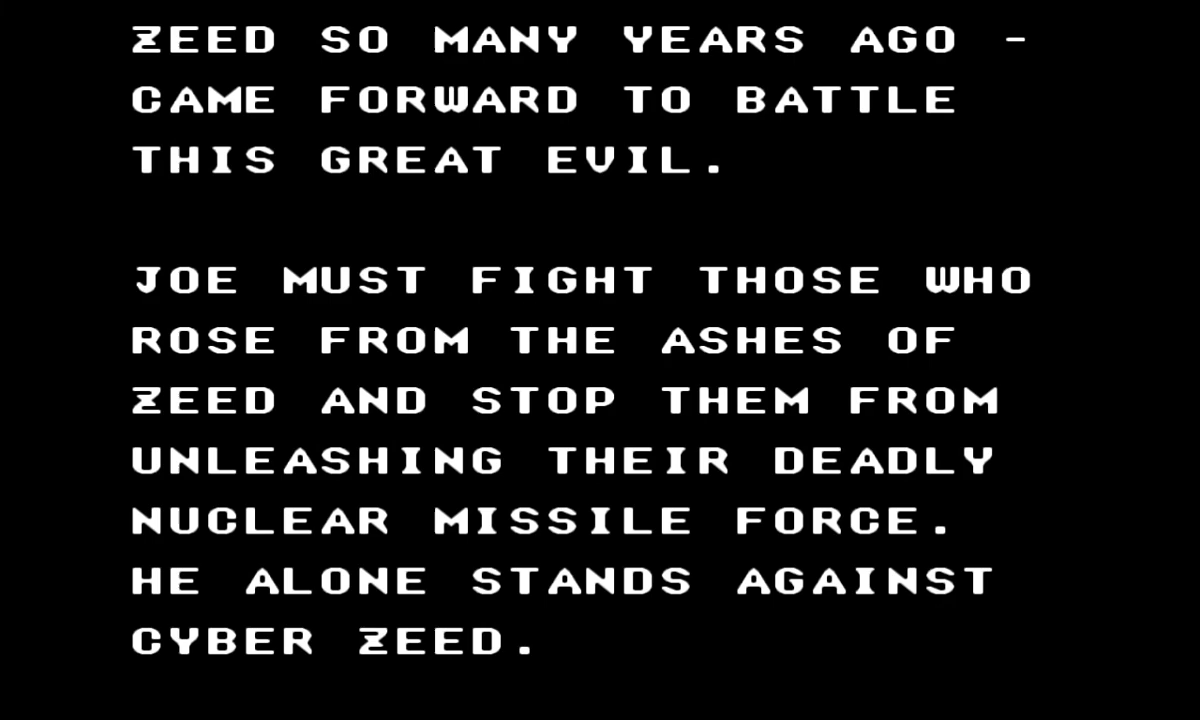 ZEED SO MANY YEARS AGO -
CAME FORWARD TO BATTLE
THIS GREAT EVIL.
JOE MUST FIGHT THOSE WHO
ROSE FROM THE ASHES OF
ZEED AND STOP THEM FROM
UNLEASHING THEIR DEADLY
NUCLEAR MISSILE FORCE.
HE ALONE STANDS AGAINST
CYBER ZEED.